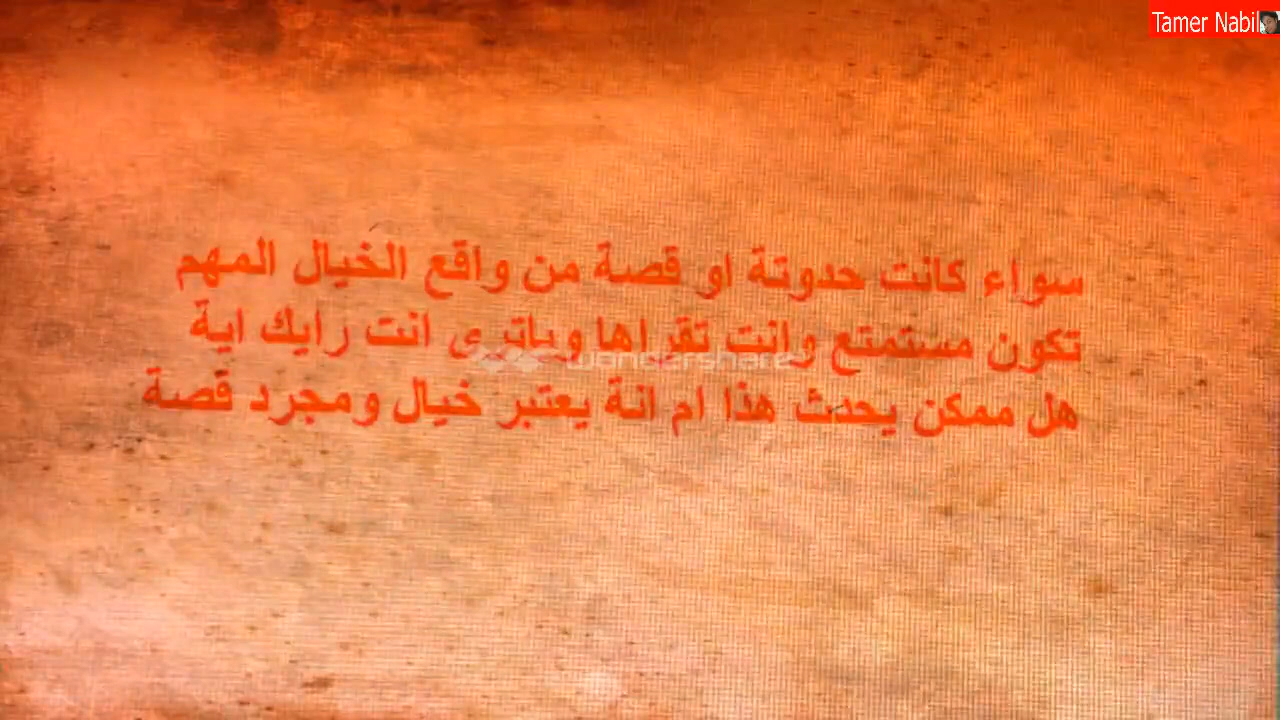 Tamer Nabil
سواء كانت حدوتة او قصة من واقع الخيال المهم
تكون مستمتع وانت تقراها وياترى انت رايك اية
wondershare
هل ممكن يحدث هذا ام انة يعتبر خيال ومجرد قصة